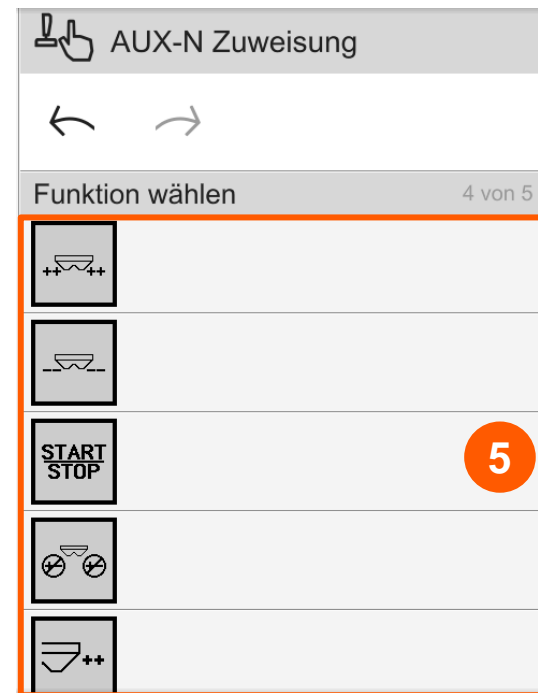 AUX-N Zuweisung
Funktion wählen 4 von 5
++ ++
-- --
START
STOP
5
++